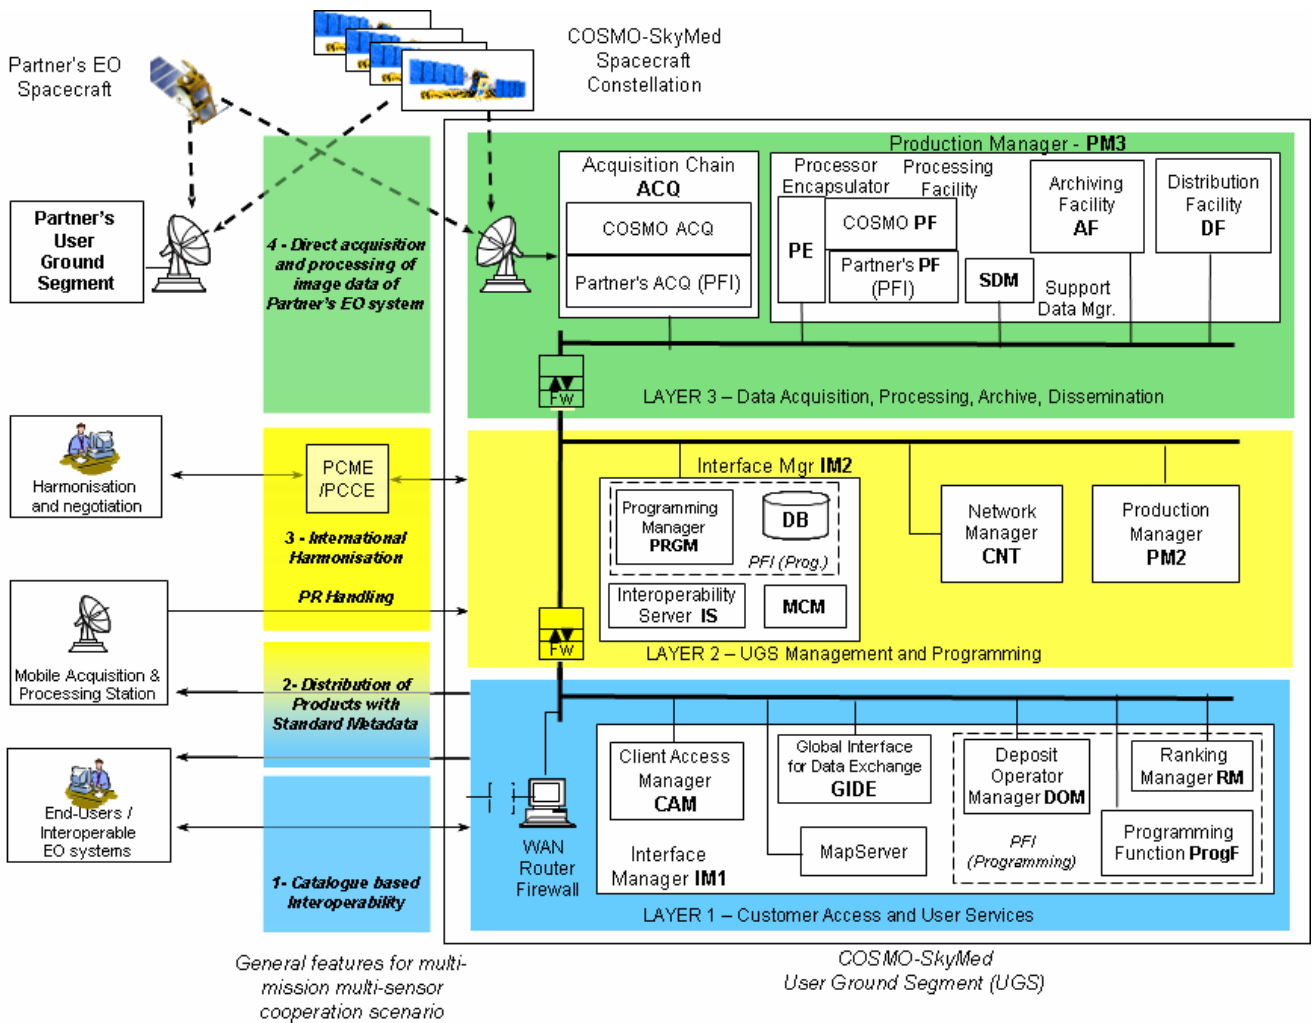 Partner's EO
Spacecraft
COSMO-SkyMed
Spacecraft
Constellation
Partner's
User
Ground
Segment
4 - Direct acquisition
and processing of
image data of
Partner's EO system
Production Manager - PM3
Acquisition Chain
ACQ
COSMO ACQ
Partner's ACQ (PFI)
Processor
Encapsulator
Processing
Facility
PE
COSMO PF
Partner's PF
(PFI)
SDM
Support
Data Mgr.
Archiving
Facility
AF
Distribution
Facility
DF
Fw
LAYER 3 – Data Acquisition, Processing, Archive, Dissemination
Harmonisation
and negotiation
PCME
/PCCE
3 - International
Harmonisation
PR Handling
Interface Mgr IM2
Programming
Manager
PRGM
DB
PFI (Prog.)
Interoperability
Server IS
MCM
Network
Manager
CNT
Production
Manager
PM2
Fw
LAYER 2 – UGS Management and Programming
Mobile Acquisition &
Processing Station
2- Distribution of
Products with
Standard Metadata
End-Users /
Interoperable
EO systems
1- Catalogue based
Interoperability
WAN
Router
Firewall
Client Access
Manager
CAM
Global Interface
for Data Exchange
GIDE
Deposit
Operator
Manager DOM
Ranking
Manager RM
MapServer
PFI
(Programming)
Programming
Function ProgF
Interface
Manager IM1
LAYER 1 – Customer Access and User Services
General features for multi-
mission multi-sensor
cooperation scenario
COSMO-SkyMed
User Ground Segment (UGS)